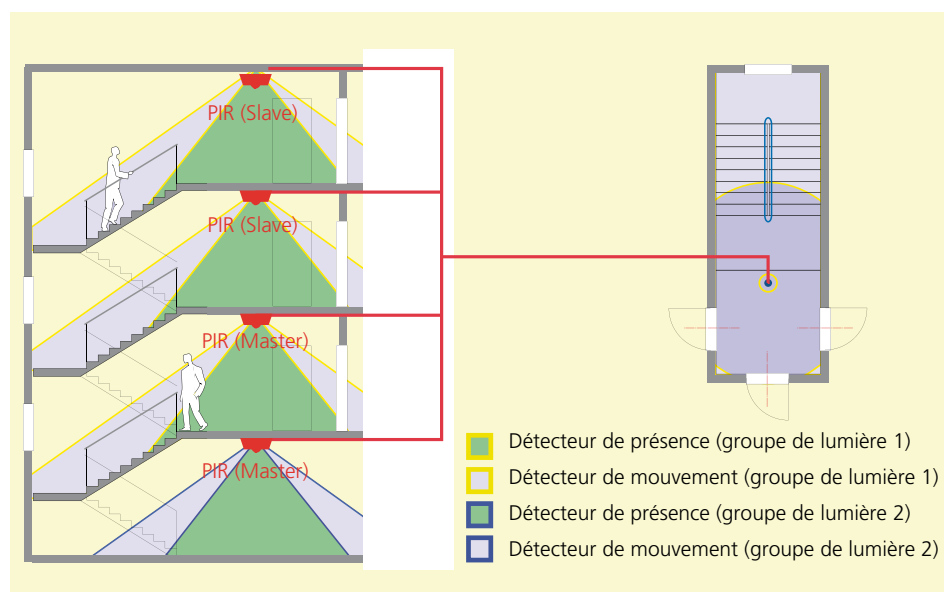 PIR (Slave)
PIR (Slave)
PIR (Master)
PIR (Master)
Détecteur de présence (groupe de lumière 1)
Détecteur de mouvement (groupe de lumière 1)
Détecteur de présence (groupe de lumière 2)
Détecteur de mouvement (groupe de lumière 2)